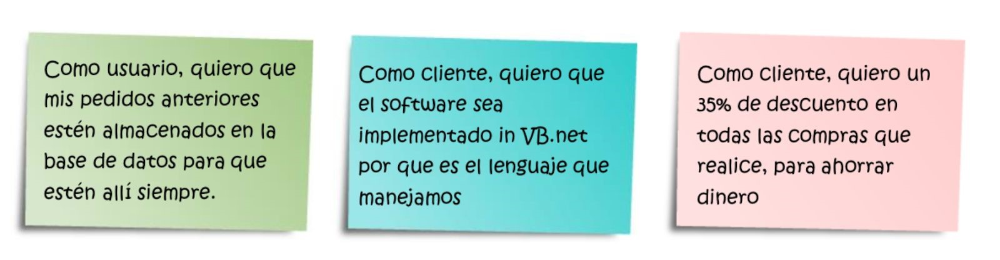 Como usuario, quiero que
mis pedidos anteriores
estén almacenados en la
base de datos para que
estén allí siempre.
Como cliente, quiero que
el software sea
implementado in VB.net
por que es el lenguaje que
manejamos
Como cliente, quiero un
35% de descuento en
todas las compras que
realice, para ahorrar
dinero